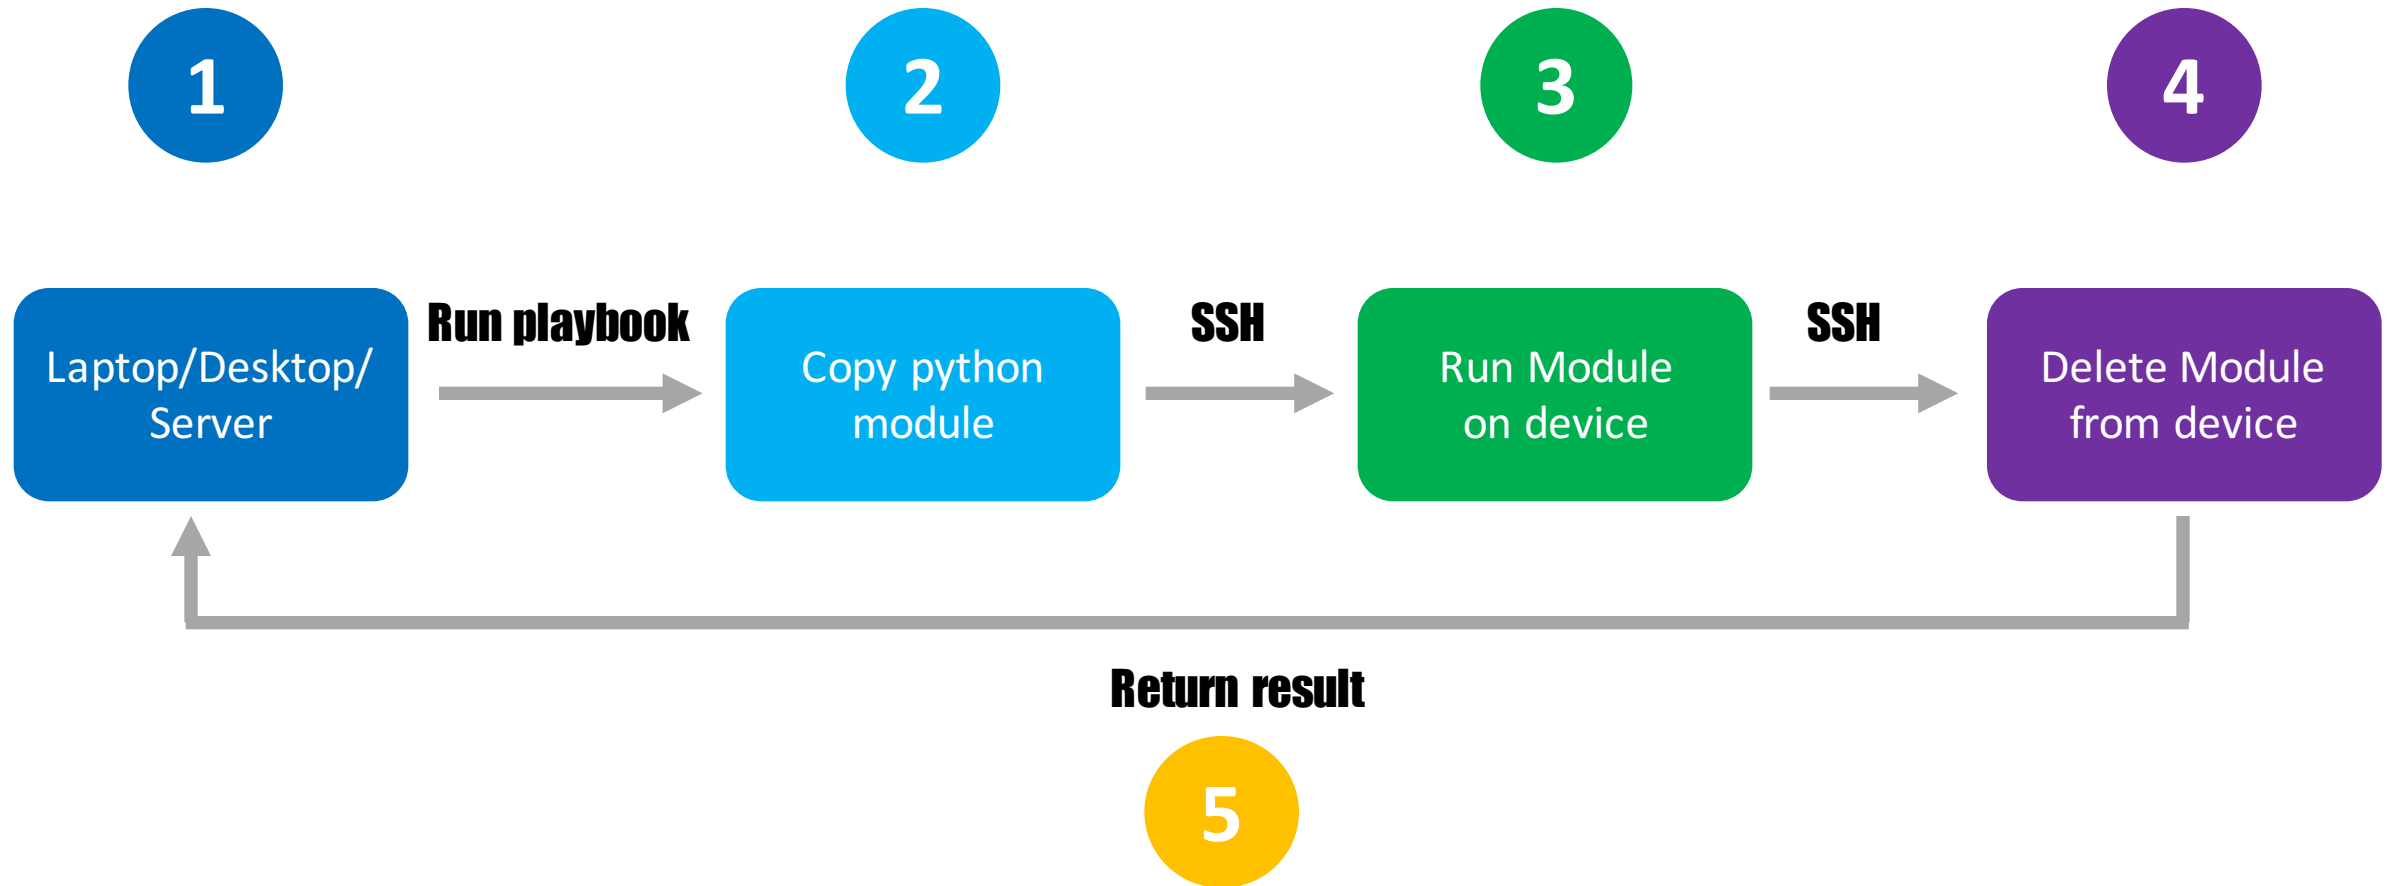 1
2
3
4
Laptop/Desktop/
Server
Run playbook
Copy python
module
SSH
Run Module
on device
SSH
Delete Module
from device
Return result
5